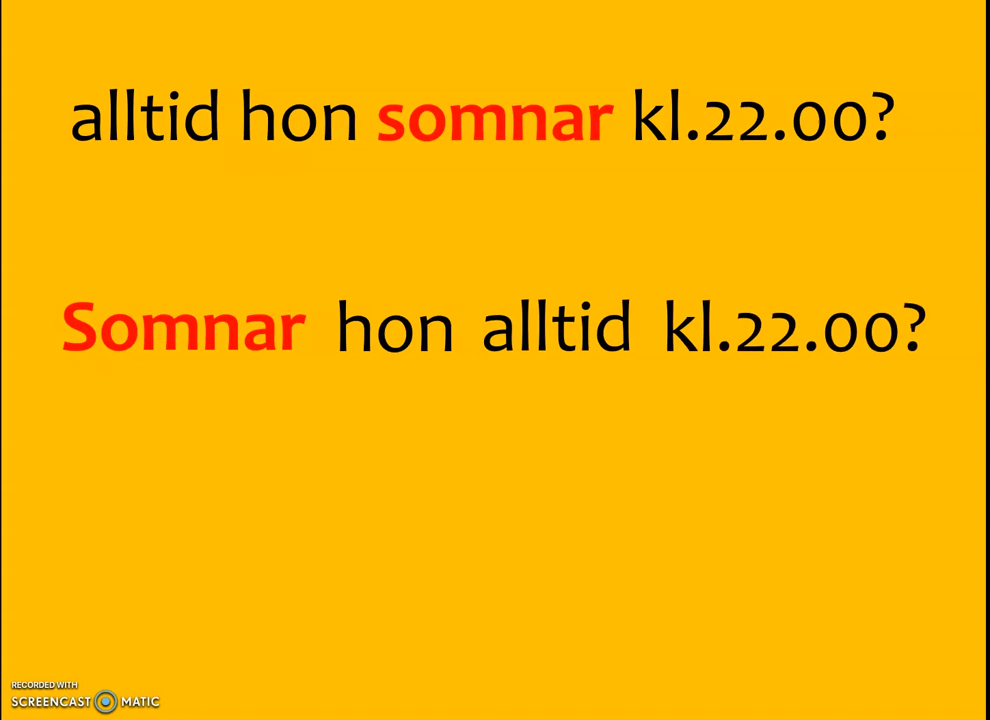 alltid hon somnar kl.22.00?
Somnar hon alltid kl.22.00?
RECORDED WITH
SCREENCAST MATIC